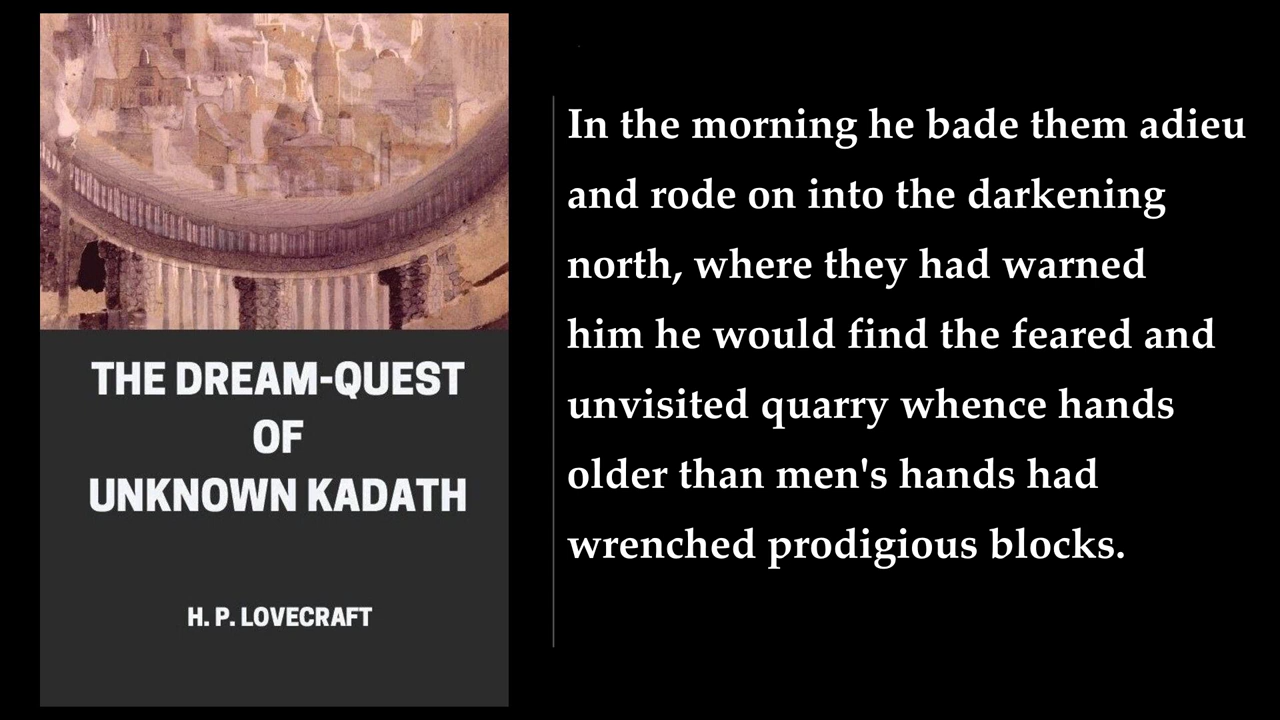 THE DREAM-QUEST
OF
UNKNOWN KADATH
H. P. LOVECRAFT
In the morning he bade them adieu
and rode on into the darkening
north, where they had warned
him he would find the feared and
unvisited quarry whence hands
older than men's hands had
wrenched prodigious blocks.